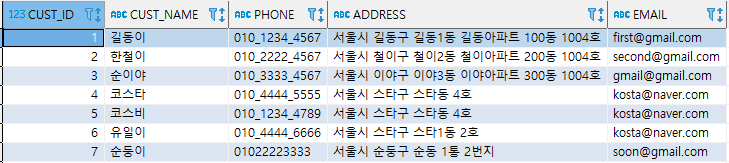 123 CUST_ID ABC CUST_NAME ABC PHONE ABC ADDRESS ABC EMAIL
1 길동이 010_1234_4567 서울시 길동구 길동1동 길동아파트 100동 1004호 first@gmail.com
2 한철이 010_2222_4567 서울시 철이구 철이2동 철이아파트 200동 1004호 second@gmail.com
3 순이야 010_3333_4567 서울시 이야구 이야3동 이야아파트 300동 1004호 gmail@gmail.com
4 코스타 010_4444_5555 서울시 스타구 스타동 4호 kosta@naver.com
5 코스비 010_1234_4789 서울시 스타구 스타동 4호 kosta@naver.com
6 유일이 010_4444_6666 서울시 스타구 스타1동 2호 kosta@naver.com
7 순둥이 01022223333 서울시 순둥구 순둥 1통 2번지 soon@gmail.com